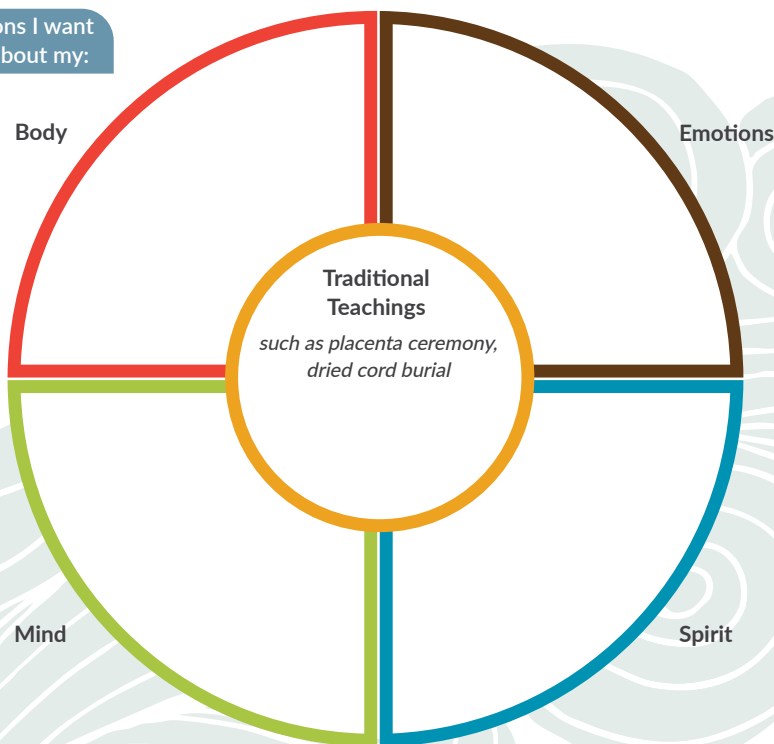 ons I want
bout my:
Body
Emotions
Traditional
Teachings
such as placenta ceremony,
dried cord burial
Mind
Spirit